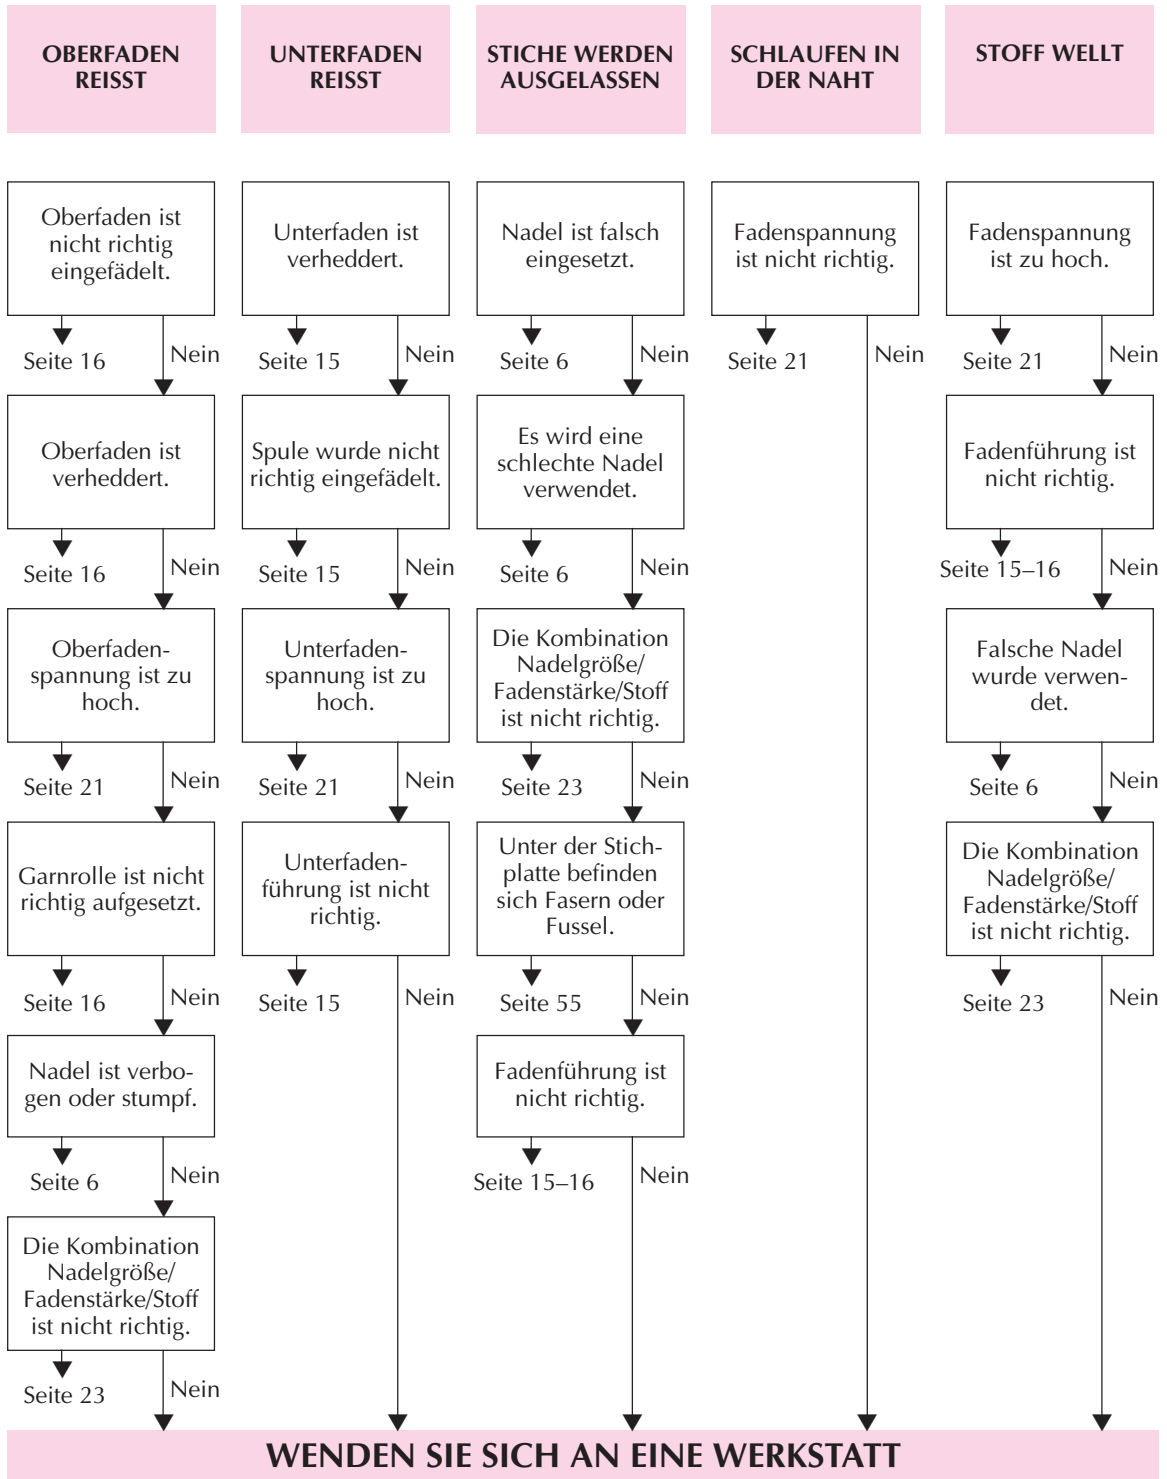 OBERFADEN
REISST
Oberfaden ist
nicht richtig
eingefädelt.
Seite 16
Nein
Oberfaden ist
verheddert.
Seite 16
Nein
Oberfaden-
spannung ist zu
hoch.
Seite 21
Nein
Garnrolle ist nicht
richtig aufgesetzt.
Seite 16
Nein
Nadel ist verbo-
gen oder stumpf.
Seite 6
Nein
Die Kombination
Nadelgröße/
Fadenstärke/Stoff
ist nicht richtig.
Seite 23
Nein
UNTERFADEN
REISST
Unterfaden ist
verheddert.
Seite 15
Nein
Spule wurde nicht
richtig eingefädelt.
Seite 15
Nein
Unterfaden-
spannung ist zu
hoch.
Seite 21
Nein
Unterfaden-
führung ist nicht
richtig.
Seite 15
Nein
STICHE WERDEN
AUSGELASSEN
Nadel ist falsch
eingesetzt.
Seite 6
Nein
Es wird eine
schlechte Nadel
verwendet.
Seite 6
Nein
Die Kombination
Nadelgröße/
Fadenstärke/Stoff
ist nicht richtig.
Seite 23
Nein
Unter der Stich-
platte befinden
sich Fasern oder
Fussel.
Seite 55
Nein
Fadenführung ist
nicht richtig.
Seite 15–16
Nein
SCHLAUFEN IN
DER NAHT
Fadenspannung
ist nicht richtig.
Seite 21
Nein
STOFF WELLT
Fadenspannung
ist zu hoch.
Seite 21
Nein
Fadenführung ist
nicht richtig.
Seite 15–16
Nein
Falsche Nadel
wurde verwen-
det.
Seite 6
Nein
Die Kombination
Nadelgröße/
Fadenstärke/Stoff
ist nicht richtig.
Seite 23
Nein
WENDEN SIE SICH AN EINE WERKSTATT